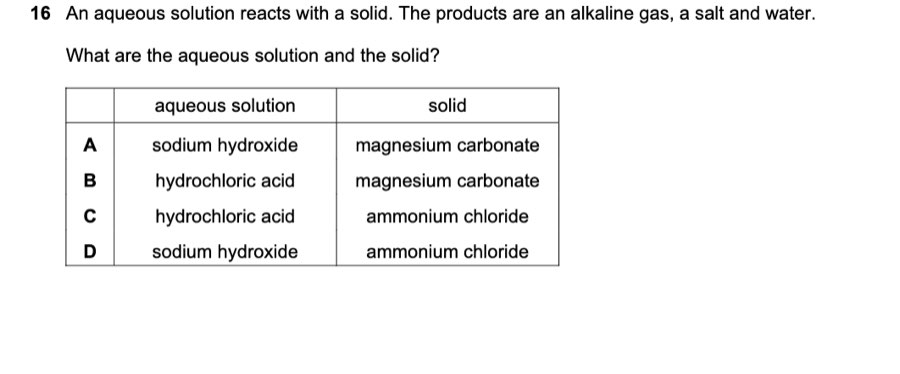 16 An aqueous solution reacts with a solid. The products are an alkaline gas, a salt and water.
What are the aqueous solution and the solid?
aqueous solution solid
A sodium hydroxide magnesium carbonate
B hydrochloric acid magnesium carbonate
C hydrochloric acid ammonium chloride
D sodium hydroxide ammonium chloride